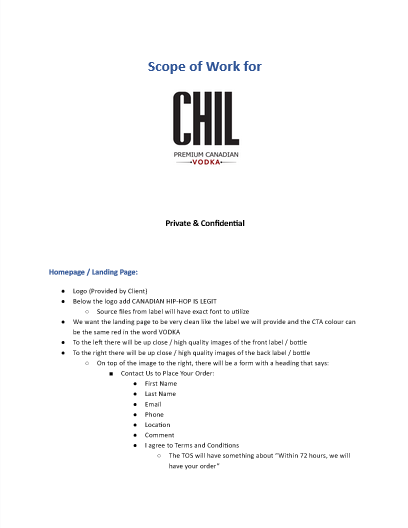 Scope of Work for
CHIL
PREMIUM CANADIAN
VODKA
Private & Confidential
Homepage / Landing Page:
● Logo (Provided by Client)
● Below the logo add CANADIAN HIP-HOP IS LEGIT
○ Source files from label will have exact font to utilize
● We want the landing page to be very clean like the label we will provide and the CTA colour can
be the same red in the word VODKA
● To the left there will be up close / high quality images of the front label / bottle
● To the right there will be up close / high quality images of the back label / bottle
○ On top of the image to the right, there will be a form with a heading that says:
■ Contact Us to Place Your Order:
● First Name
● Last Name
● Email
● Phone
● Location
● Comment
● I agree to Terms and Conditions
○ The TOS will have something about “Within 72 hours, we will
have your order”